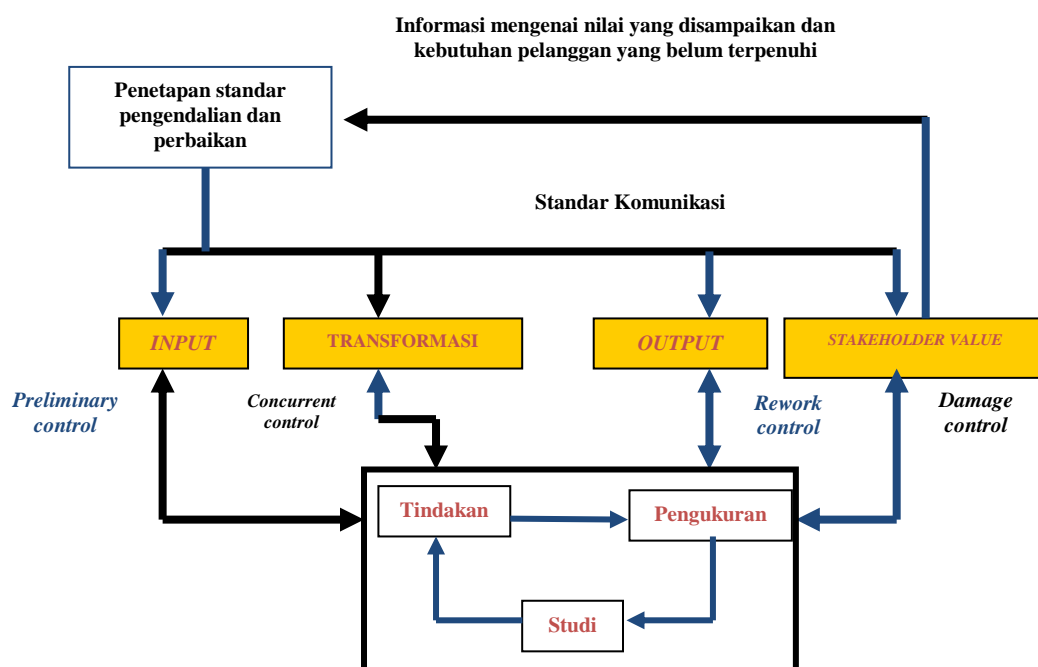 Informasi mengenai nilai yang disampaikan dan
kebutuhan pelanggan yang belum terpenuhi
Penetapan standar
pengendalian dan
perbaikan
Standar Komunikasi
INPUT
TRANSFORMASI
OUTPUT
STAKEHOLDER VALUE
Preliminary
control
Concurrent
control
Rework
control
Damage
control
Tindakan
Pengukuran
Studi